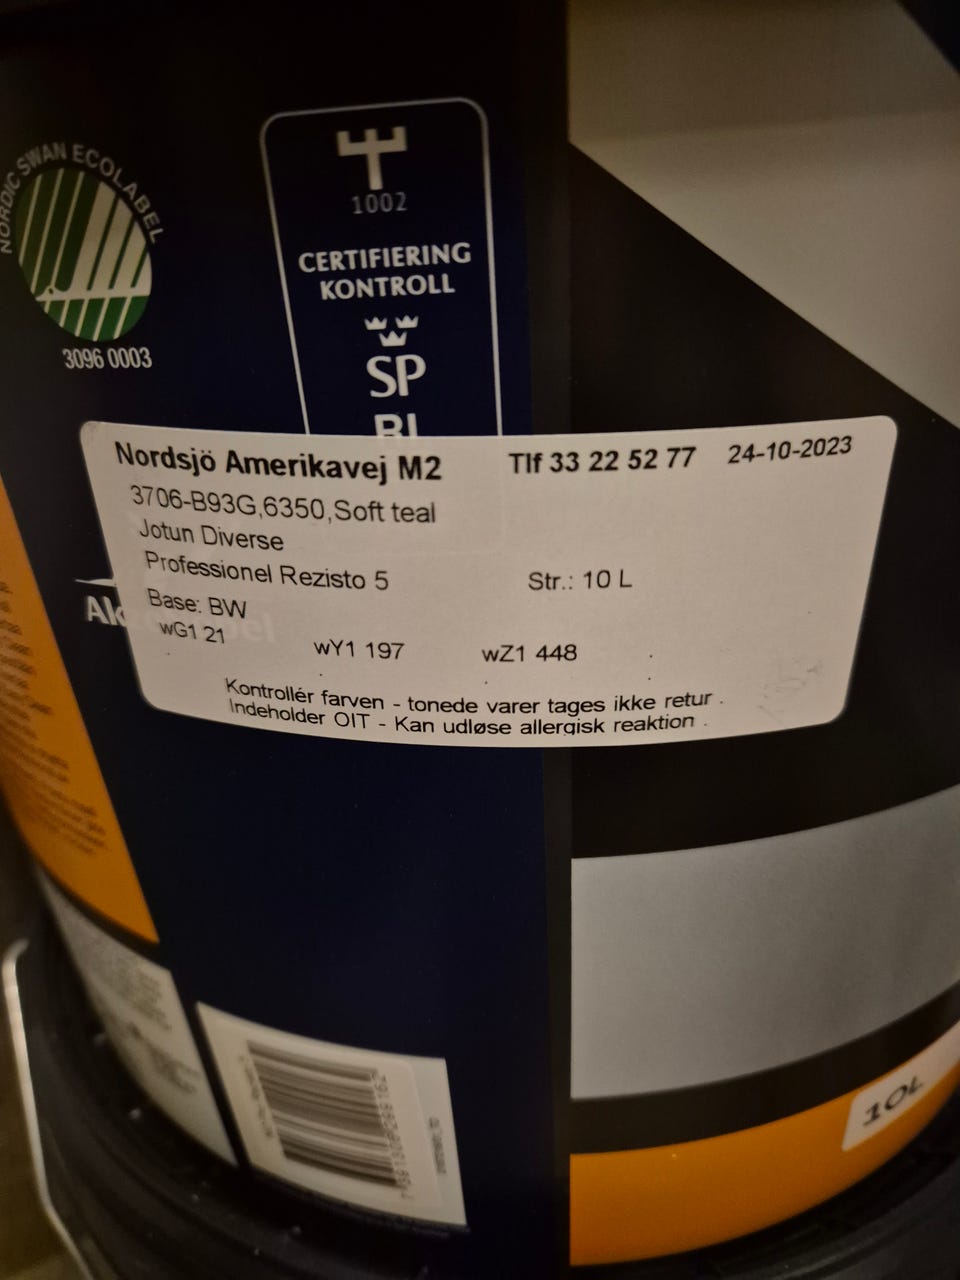 NORDIC SWAN ECOLABEL
3096 0003
1002
CERTIFIERING
KONTROLL
SP
Nordsjö Amerikavej M2 Tlf 33 22 52 77 24-10-2023
3706-B93G,6350,Soft teal
Jotun Diverse
Professionel Rezisto 5 Str.: 10 L
Base: BW
wG1 21 wY1 197 wZ1 448
Kontrollér farven - tonede varer tages ikke retur
Indeholder OIT - Kan udløse allergisk reaktion
10L